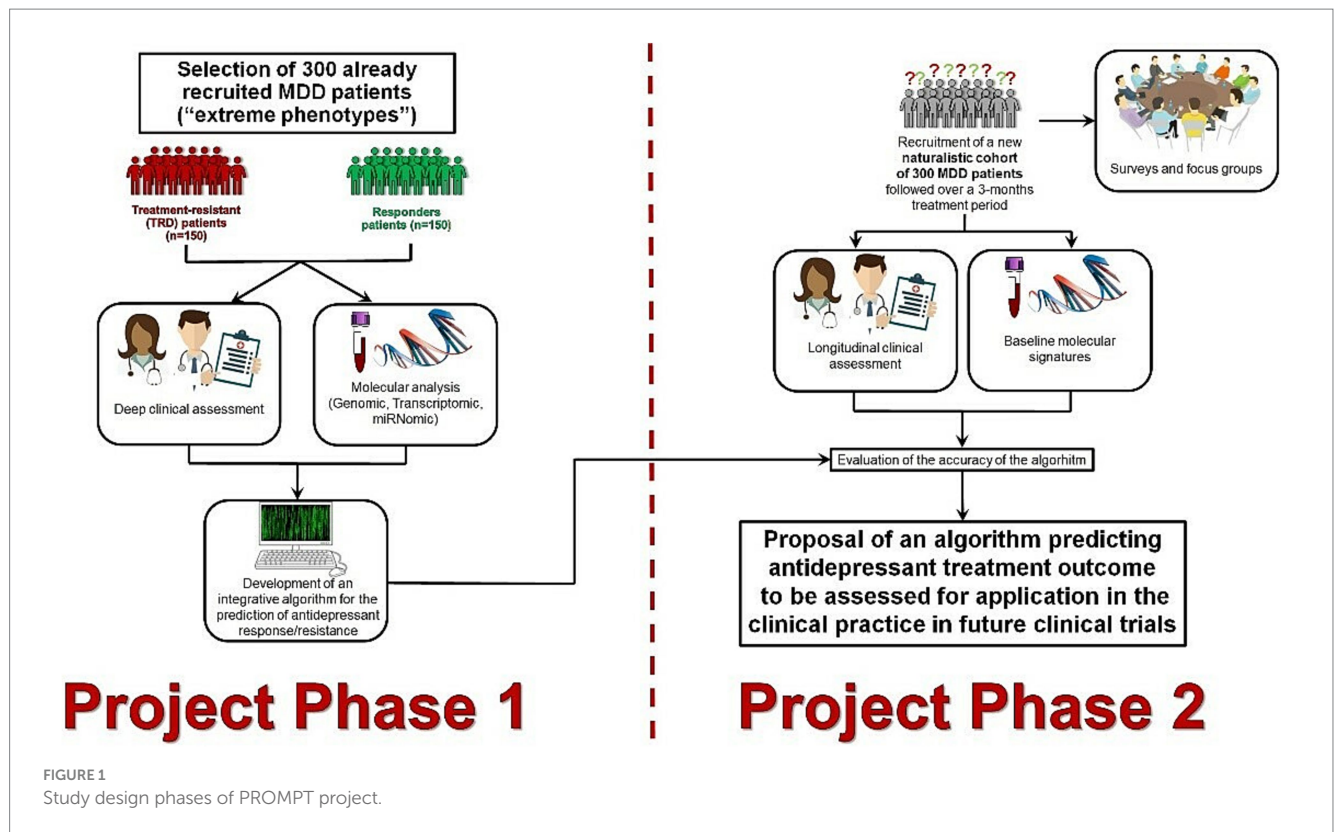 Selection of 300 already
recruited MDD patients
(“extreme phenotypes”)
Treatment-resistant
(TRD) patients
(n=150)
Responders
patients (n=150)
Deep clinical assessment
Molecular analysis
(Genomic, Transcriptomic,
miRNomic)
Development of an
integrative algorithm for the
prediction of antidepressant
response/resistance
Project Phase 1
? ? ? ? ? ? ? ? ?
Recruitment of a new
naturalistic cohort
of 300 MDD patients
followed over a 3-months
treatment period
Surveys and focus groups
Longitudinal clinical
assessment
Baseline molecular
signatures
Evaluation of the accuracy of the algorhitm
Proposal of an algorithm predicting
antidepressant treatment outcome
to be assessed for application in the
clinical practice in future clinical trials
Project Phase 2
FIGURE 1
Study design phases of PROMPT project.